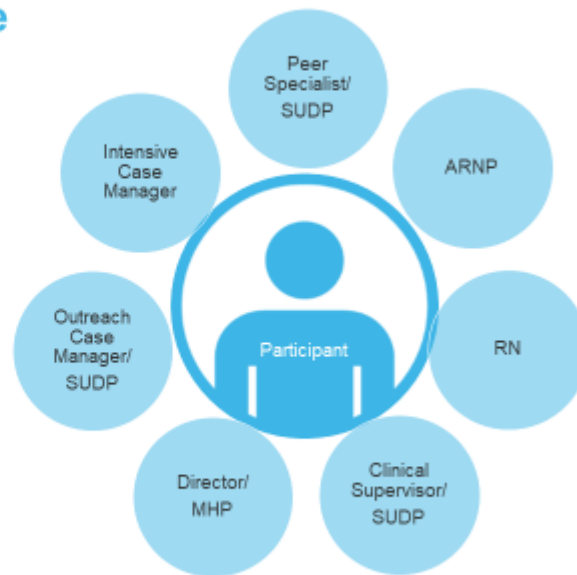 e
Peer
Specialist/
SUDP
ARNP
RN
Clinical
Supervisor/
SUDP
Director/
MHP
Outreach
Case
Manager/
SUDP
Intensive
Case
Manager
Participant